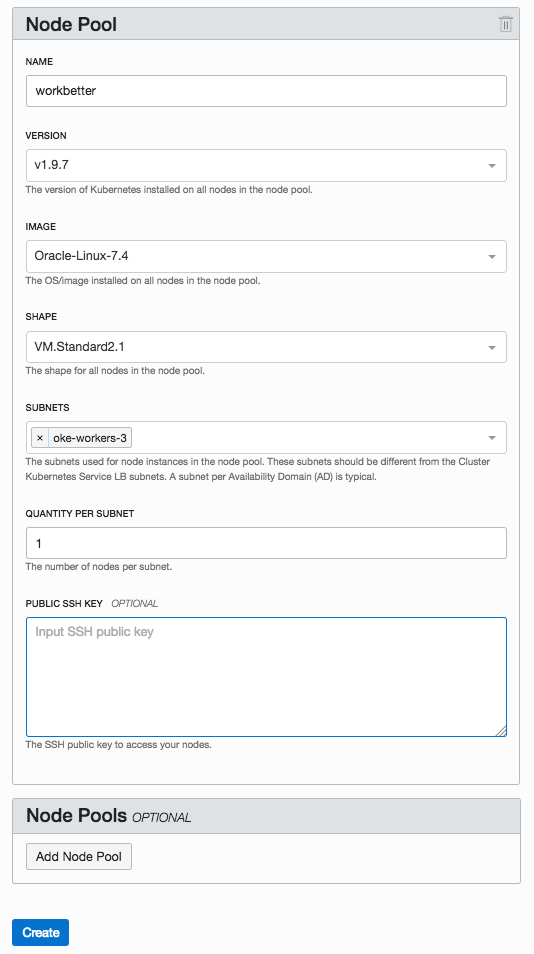 Node Pool
NAME
workbetter
VERSION
v1.9.7
The version of Kubernetes installed on all nodes in the node pool.
IMAGE
Oracle-Linux-7.4
The OS/image installed on all nodes in the node pool.
SHAPE
VM.Standard2.1
The shape for all nodes in the node pool.
SUBNETS
× oke-workers-3
The subnets used for node instances in the node pool. These subnets should be different from the Cluster
Kubernetes Service LB subnets. A subnet per Availability Domain (AD) is typical.
QUANTITY PER SUBNET
1
The number of nodes per subnet.
PUBLIC SSH KEY OPTIONAL
Input SSH public key
The SSH public key to access your nodes.
Node Pools OPTIONAL
Add Node Pool
Create